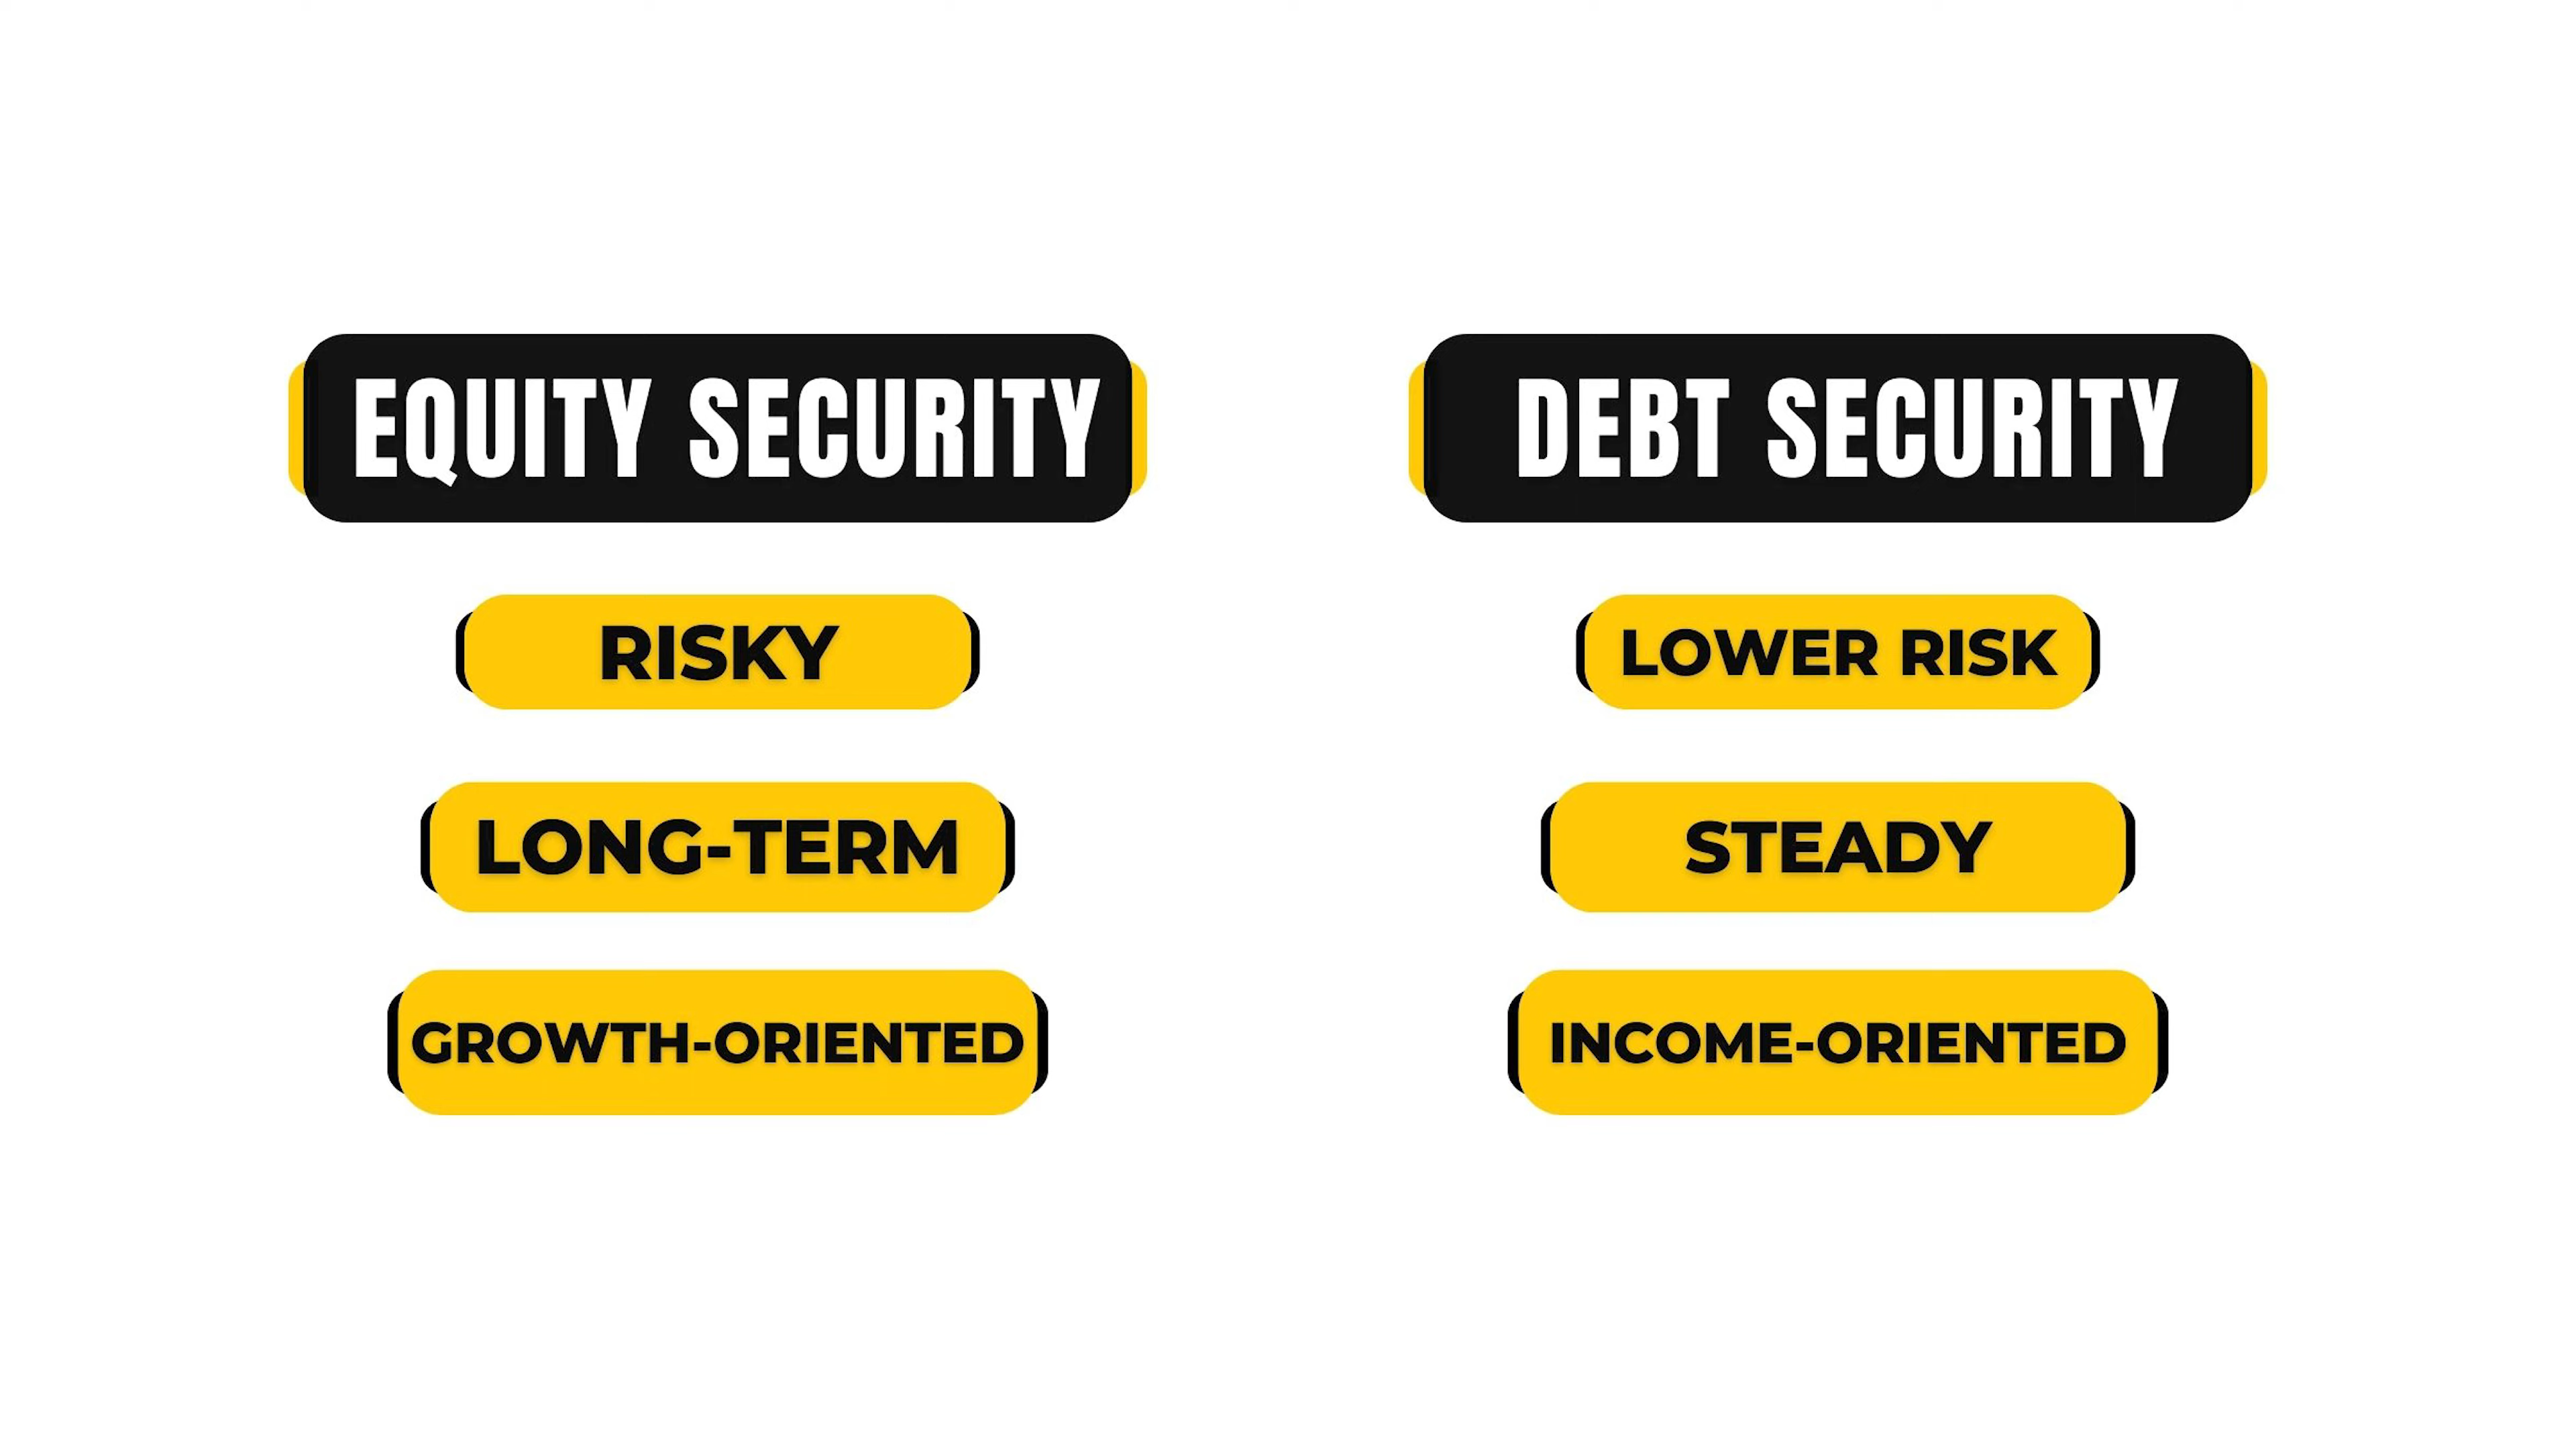 EQUITY SECURITY
RISKY
LONG-TERM
GROWTH-ORIENTED
DEBT SECURITY
LOWER RISK
STEADY
INCOME-ORIENTED